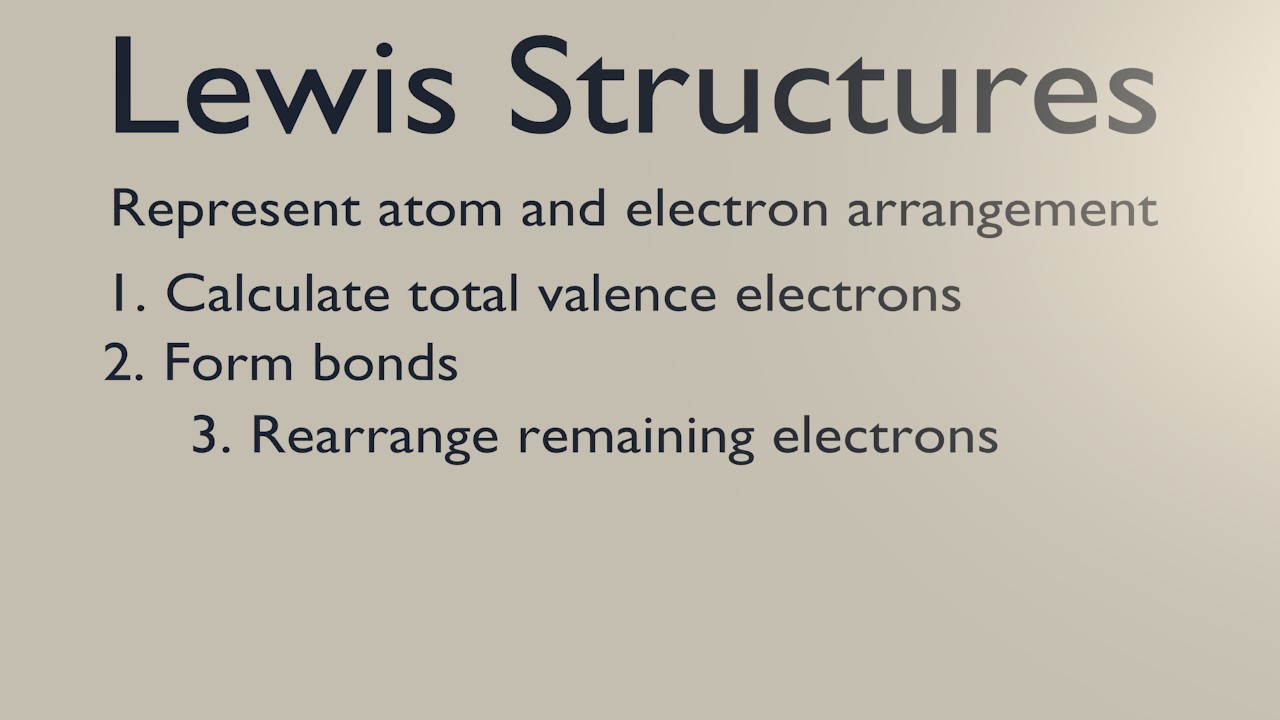 Lewis Structures
Represent atom and electron arrangement
1. Calculate total valence electrons
2. Form bonds
3. Rearrange remaining electrons